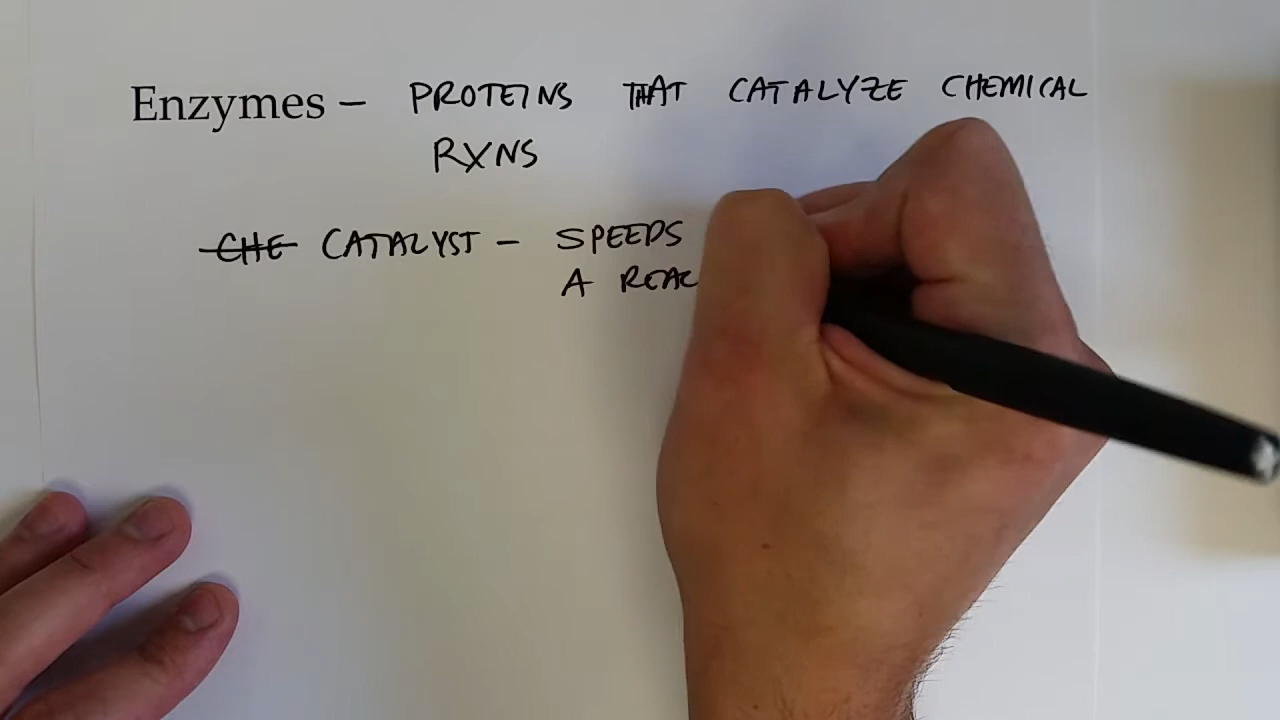 Enzymes – PROTEINS THAT CATALYZE CHEMICAL
RXNS
CHE CATALYST – SPEEDS
A REAC